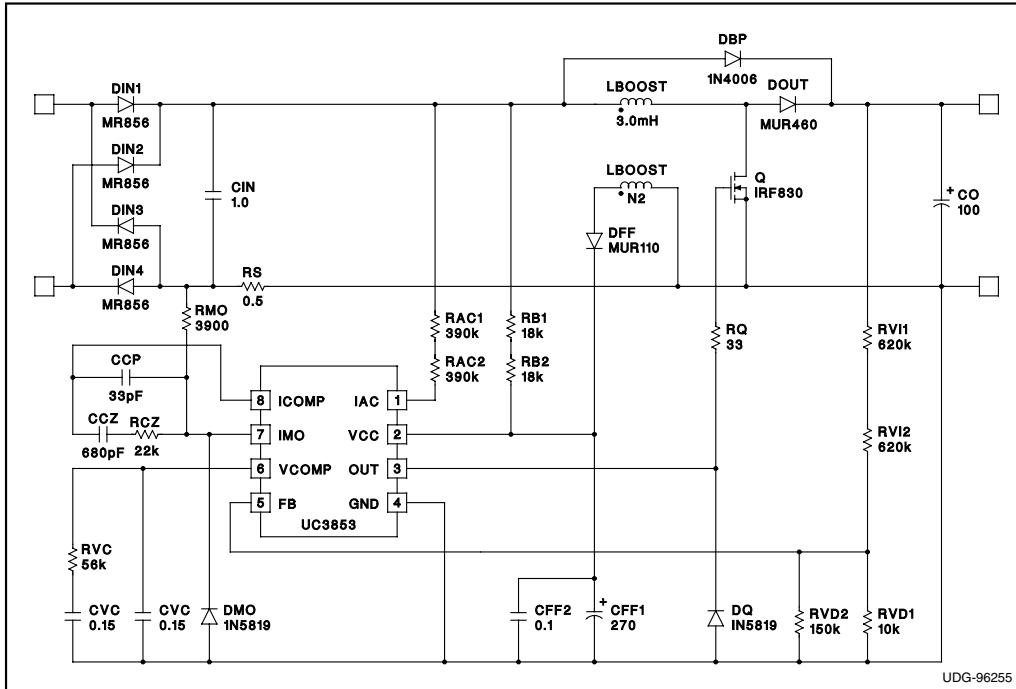 DBP
1N4006
DIN1
MR856
LBOOST
3.0mH
DOUT
MUR460
DIN2
MR856
CIN
1.0
LBOOST
N2
Q
IRF830
+ CO
100
DIN3
MR856
DFF
MUR110
DIN4
MR856
RS
0.5
RMO
3900
RAC1
390k
RB1
18k
RQ
33
RVI1
620k
CCP
33pF
RAC2
390k
RB2
18k
8 ICOMP IAC 1
CCZ
680pF
RCZ
22k
7 IMO VCC 2
RVI2
620k
6 VCOMP OUT 3
5 FB GND 4
UC3853
RVC
56k
CVC
0.15
CVC
0.15
DMO
1N5819
CFF2
0.1
+
CFF1
270
DQ
IN5819
RVD2
150k
RVD1
10k
UDG-96255